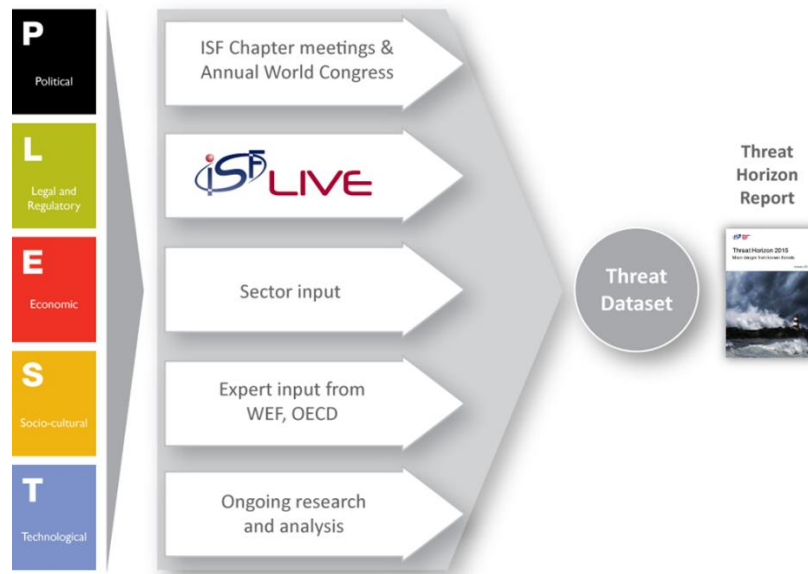 P
Political
L
Legal and
Regulatory
E
Economic
S
Socio-cultural
T
Technological
ISF Chapter meetings &
Annual World Congress
iSF LIVE
Sector input
Expert input from
WEF, OECD
Ongoing research
and analysis
Threat
Dataset
Threat
Horizon
Report
Threat Horizon 2015